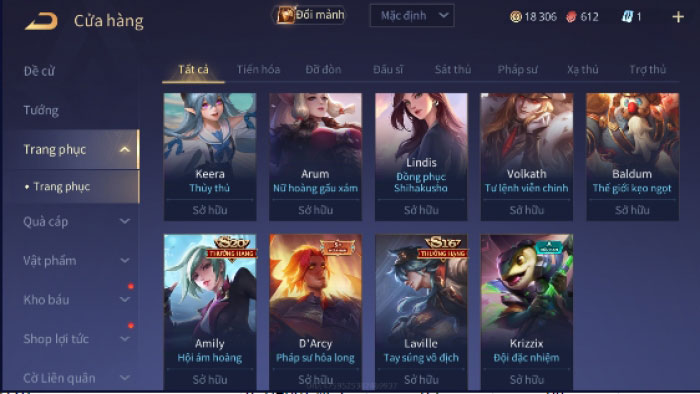 Cửa hàng
Đổi mảnh
Mặc định
18 306
612
1
+
Đề cử
Tướng
Trang phục
• Trang phục
Quà cáp
Vật phẩm
Kho báu
Shop lợi tức
Cờ Liên quân
Tất cả
Tiến hóa
Đỡ đòn
Đấu sĩ
Sát thủ
Pháp sư
Xạ thủ
Trợ thủ
Keera
Thủy thủ
Sở hữu
Arum
Nữ hoàng gấu xám
Sở hữu
Lindis
Đồng phục
Shihakusho
Sở hữu
Volkath
Tư lệnh viễn chinh
Sở hữu
Baldum
Thế giới kẹo ngọt
Sở hữu
S20
THƯỞNG HẠNG
Amily
Hội ám hoàng
Sở hữu
S+
D'Arcy
Pháp sư hỏa long
Sở hữu
S16
THƯỞNG HẠNG
Laville
Tay súng vô địch
Sở hữu
A
Krizzix
Đội đặc nhiệm
Sở hữu